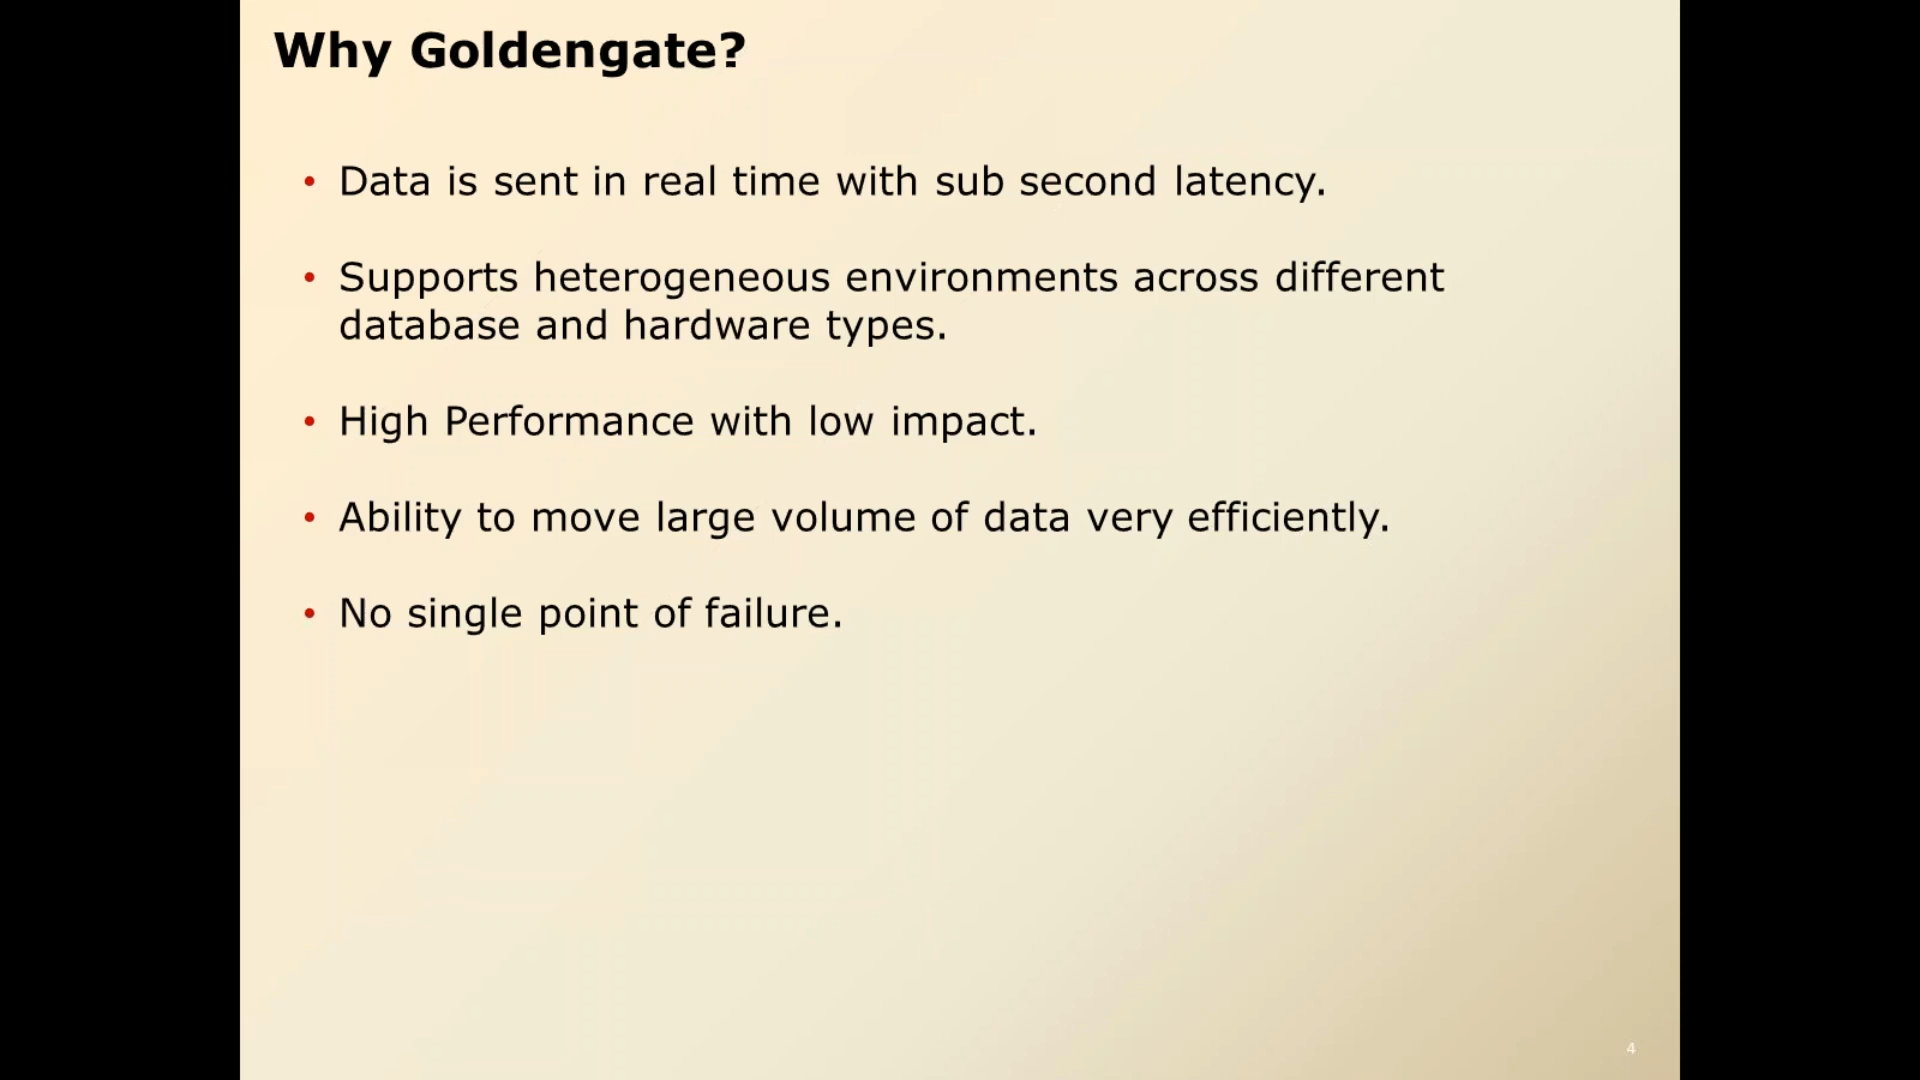 Why Goldengate?
• Data is sent in real time with sub second latency.
• Supports heterogeneous environments across different
database and hardware types.
• High Performance with low impact.
• Ability to move large volume of data very efficiently.
• No single point of failure.
4